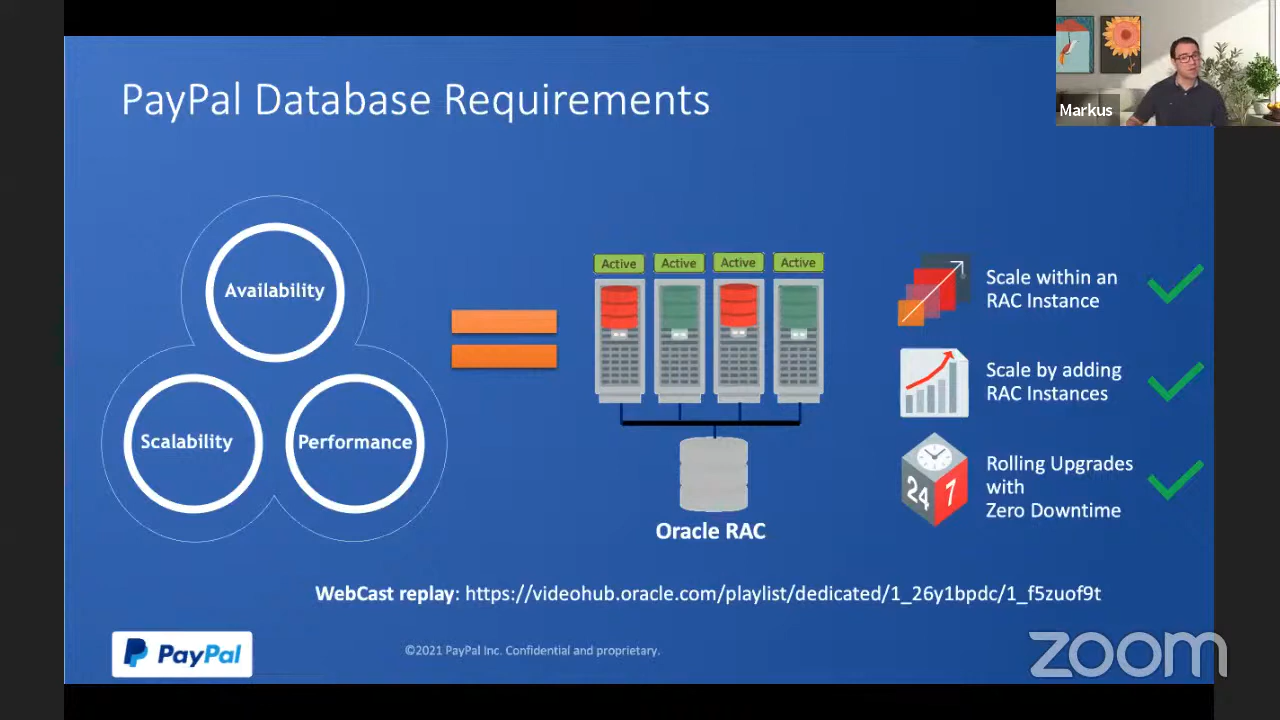 PayPal Database Requirements
Markus
Availability
Scalability
Performance
Active
Active
Active
Active
Oracle RAC
Scale within an
RAC Instance
Scale by adding
RAC Instances
24
7
Rolling Upgrades
with
Zero Downtime
WebCast replay: https://videohub.oracle.com/playlist/dedicated/1_26y1bpdc/1_f5zuof9t
PayPal
©2021 PayPal Inc. Confidential and proprietary.
zoom